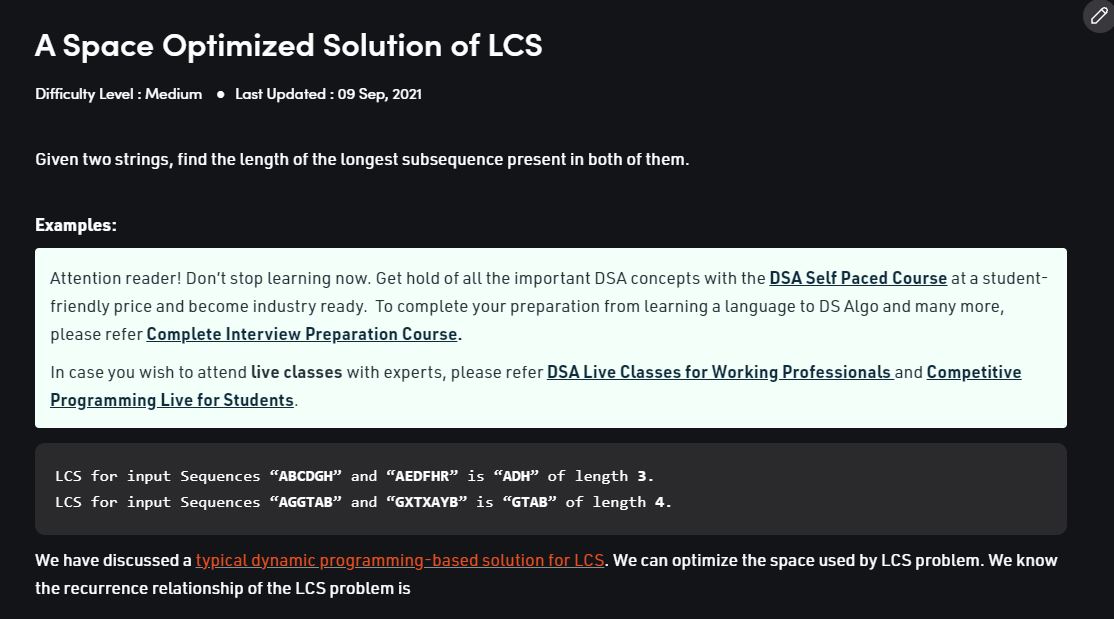 A Space Optimized Solution of LCS
Difficulty Level : Medium ● Last Updated : 09 Sep, 2021
Given two strings, find the length of the longest subsequence present in both of them.
Examples:
Attention reader! Don’t stop learning now. Get hold of all the important DSA concepts with the DSA Self Paced Course at a student-
friendly price and become industry ready.  To complete your preparation from learning a language to DS Algo and many more,
please refer Complete Interview Preparation Course.
In case you wish to attend live classes with experts, please refer DSA Live Classes for Working Professionals and Competitive
Programming Live for Students.
LCS for input Sequences “ABCDGH” and “AEDFHR” is “ADH” of length 3.
LCS for input Sequences “AGGTAB” and “GXTXAYB” is “GTAB” of length 4.
We have discussed a typical dynamic programming-based solution for LCS. We can optimize the space used by LCS problem. We know
the recurrence relationship of the LCS problem is